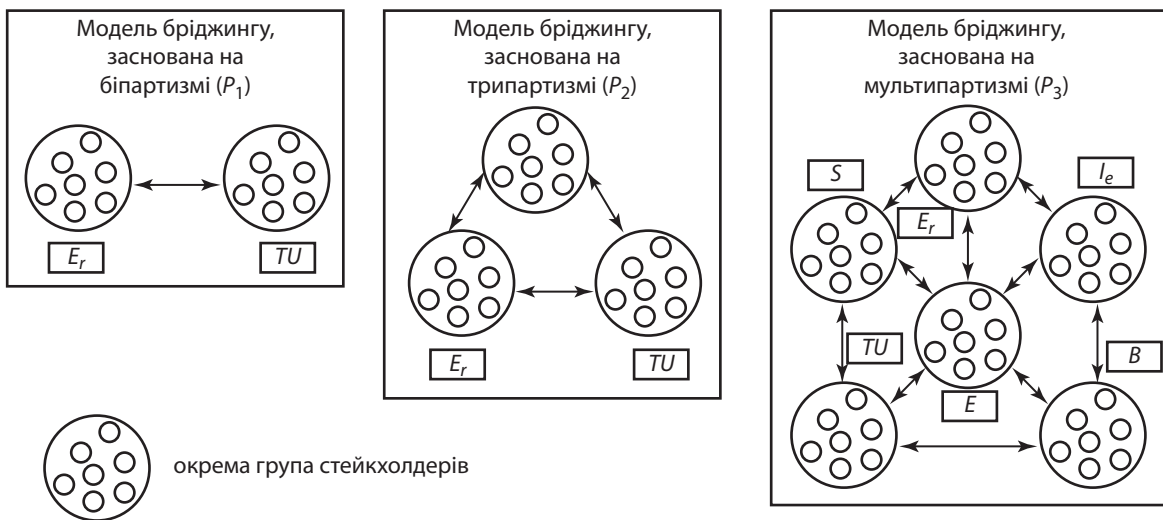 Модель бріджингу,
заснована на
біпартизмі (P1)
Er
TU
Модель бріджингу,
заснована на
трипартизмі (P2)
Er
TU
Модель бріджингу,
заснована на
мультипартизмі (P3)
S
Ie
Er
TU
B
E
окрема група стейкхолдерів